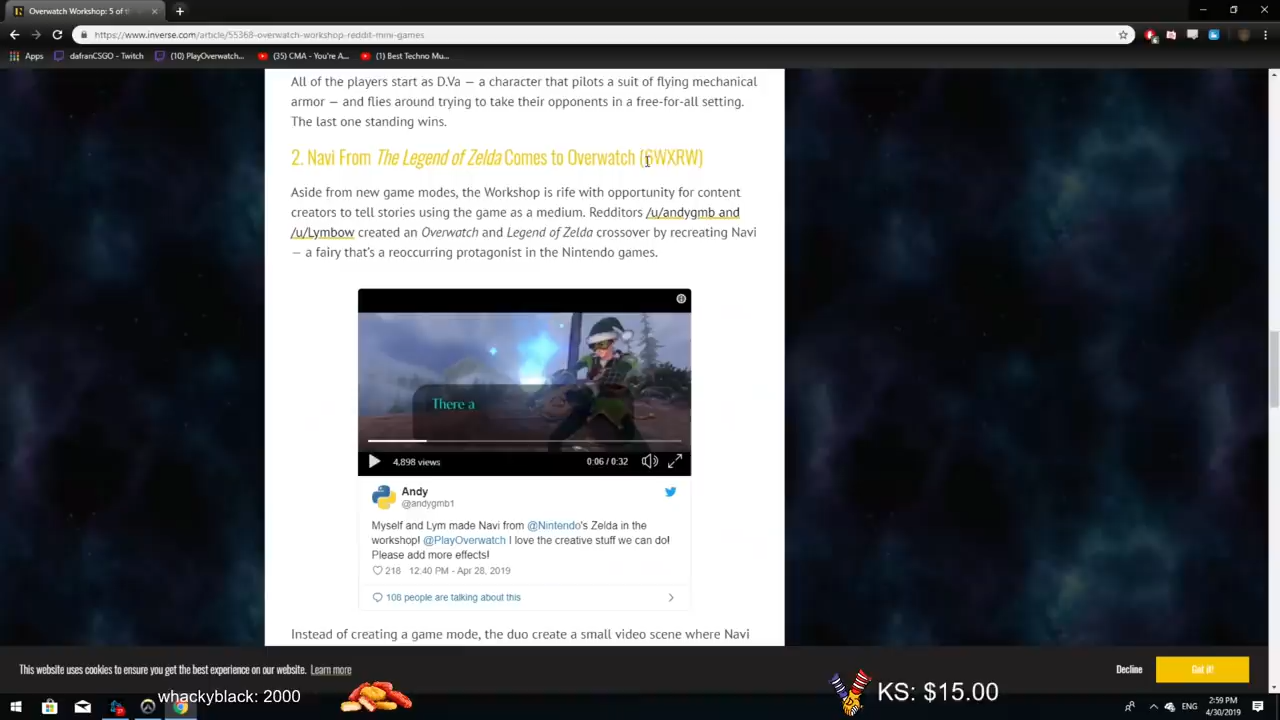 Overwatch Workshop: 5 of t
https://www.inverse.com/article/55368-overwatch-workshop-reddit-mini-games
Apps
dafranCSGO - Twitch
(10) PlayOverwatch...
(35) CMA - You're A...
(1) Best Techno Mu...
All of the players start as D.Va — a character that pilots a suit of flying mechanical
armor — and flies around trying to take their opponents in a free-for-all setting.
The last one standing wins.
2. Navi From The Legend of Zelda Comes to Overwatch (SWXRW)
Aside from new game modes, the Workshop is rife with opportunity for content
creators to tell stories using the game as a medium. Redditors /u/andygmb and
/u/Lymbow created an Overwatch and Legend of Zelda crossover by recreating Navi
— a fairy that's a reoccurring protagonist in the Nintendo games.
There a
4,898 views
0:06 / 0:32
Andy
@andygmb1
Myself and Lym made Navi from @Nintendo's Zelda in the
workshop! @PlayOverwatch I love the creative stuff we can do!
Please add more effects!
218 12:40 PM - Apr 28, 2019
108 people are talking about this
Instead of creating a game mode, the duo create a small video scene where Navi
This website uses cookies to ensure you get the best experience on our website. Learn more
Decline
Got it!
whackyblack: 2000
KS: $15.00
ENG
2:59 PM
4/30/2019